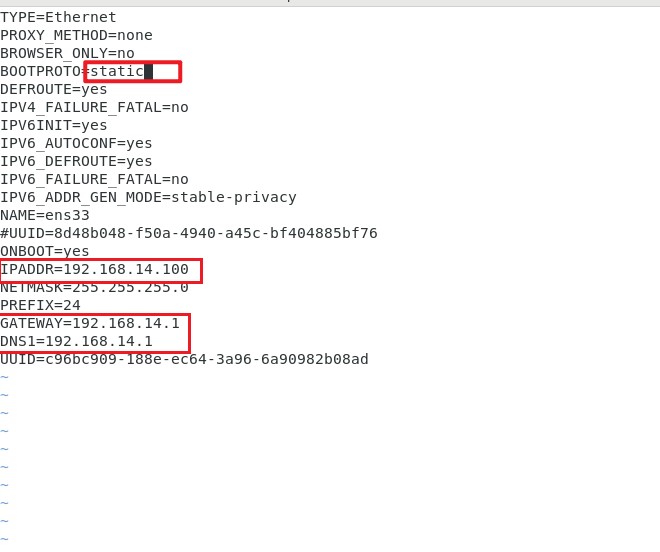 TYPE=Ethernet
PROXY_METHOD=none
BROWSER_ONLY=no
BOOTPROTO=static
DEFROUTE=yes
IPV4_FAILURE_FATAL=no
IPV6INIT=yes
IPV6_AUTOCONF=yes
IPV6_DEFROUTE=yes
IPV6_FAILURE_FATAL=no
IPV6_ADDR_GEN_MODE=stable-privacy
NAME=ens33
#UUID=8d48b048-f50a-4940-a45c-bf404885bf76
ONBOOT=yes
IPADDR=192.168.14.100
NETMASK=255.255.255.0
PREFIX=24
GATEWAY=192.168.14.1
DNS1=192.168.14.1
UUID=c96bc909-188e-ec64-3a96-6a90982b08ad
~
~
~
~
~
~
~
~
~
~